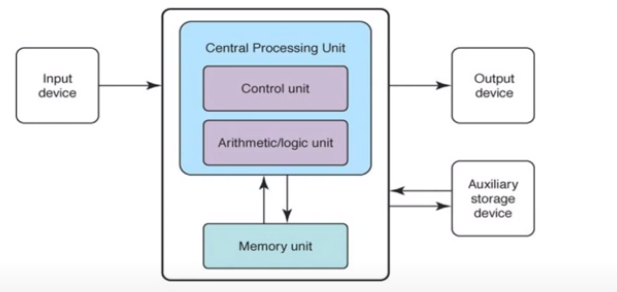 Central Processing Unit
Input
device
Control unit
Output
device
Arithmetic/logic unit
Auxiliary
storage
device
Memory unit